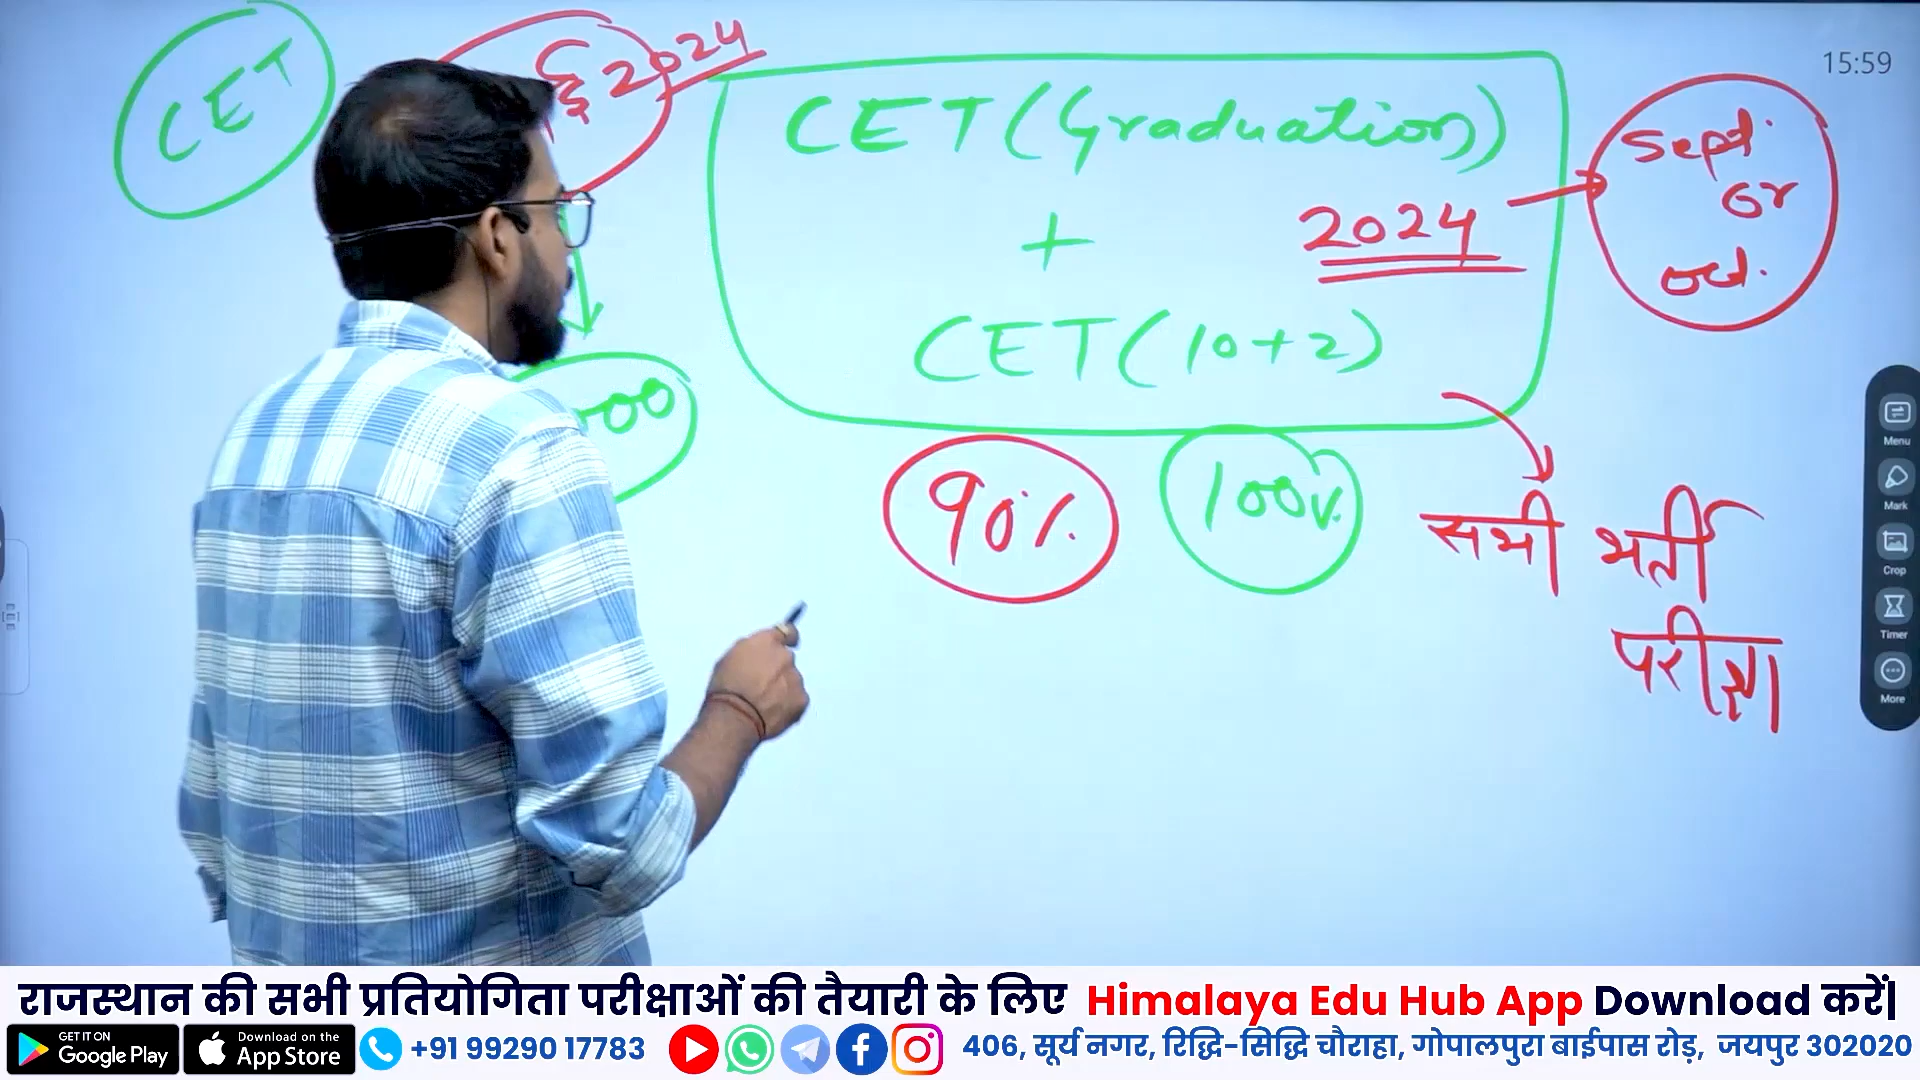 CET
2024
15:59
CET (Graduation)
+
2024
CET (10+2)
Sept.
or
oct.
90%
100%
सभी भर्ती
परीक्षा
Menu
Mark
Crop
Timer
More
राजस्थान की सभी प्रतियोगिता परीक्षाओं की तैयारी के लिए Himalaya Edu Hub App Download करें|
GET IT ON Google Play
Download on the App Store
+91 99290 17783
406, सूर्य नगर, रिद्धि-सिद्धि चौराहा, गोपालपुरा बाईपास रोड़, जयपुर 302020